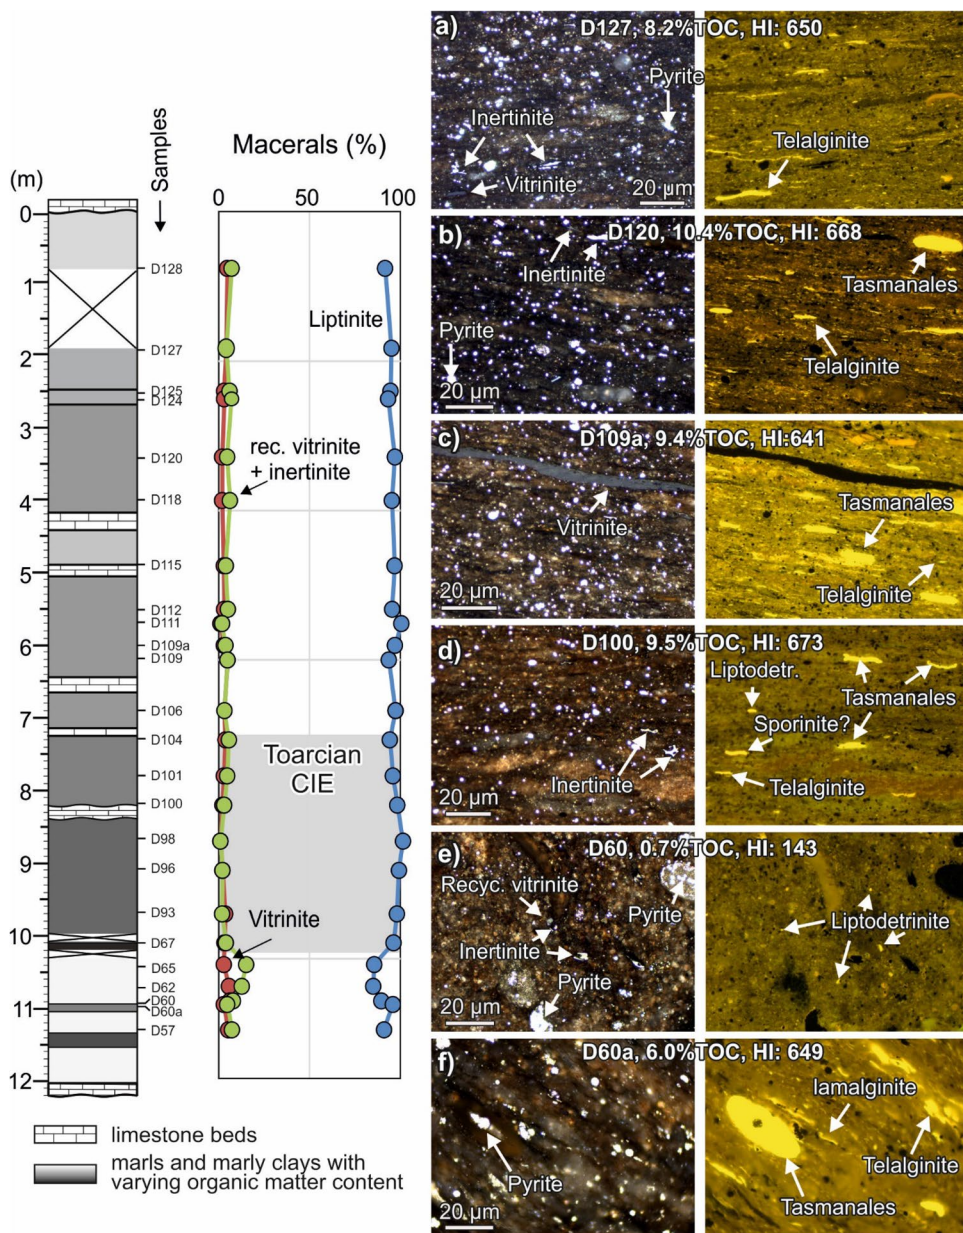 Samples
Macerals (%)
(m)
0
50
100
0
1
2
3
4
5
6
7
8
9
10
11
12
D128
D127
D125
D124
D120
D118
D115
D112
D111
D109a
D109
D106
D104
D101
D100
D98
D96
D93
D67
D65
D62
D60
D60a
D57
Liptinite
rec. vitrinite
+ inertinite
Toarcian
CIE
Vitrinite
limestone beds
marls and marly clays with
varying organic matter content
a) D127, 8.2%TOC, HI: 650
Pyrite
Inertinite
Vitrinite
20 µm
Telalginite
b) D120, 10.4%TOC, HI: 668
Inertinite
Pyrite
20 µm
Tasmanales
Telalginite
c) D109a, 9.4%TOC, HI:641
Vitrinite
20 µm
Tasmanales
Telalginite
d) D100, 9.5%TOC, HI: 673
Inertinite
20 µm
Liptodetr.
Tasmanales
Sporinite?
Telalginite
e) D60, 0.7%TOC, HI: 143
Recyc. vitrinite
Pyrite
Inertinite
Pyrite
20 µm
Liptodetrinite
f) D60a, 6.0%TOC, HI: 649
Pyrite
20 µm
lamalginite
Telalginite
Tasmanales